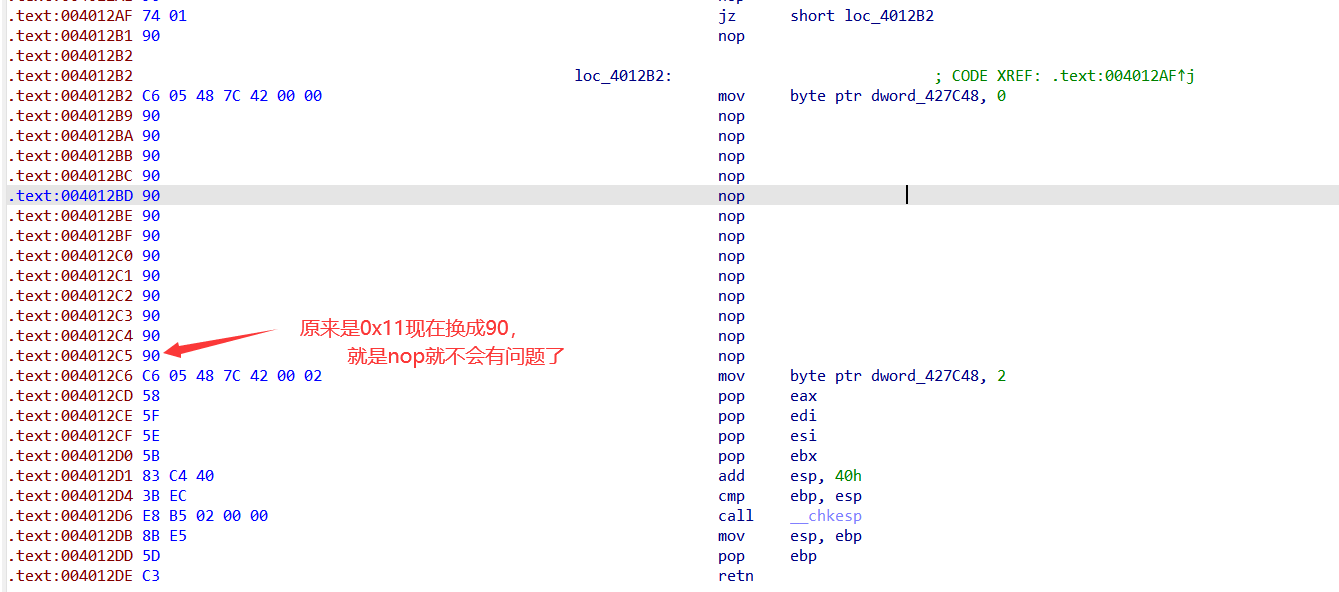 .text:004012AF 74 01 jz short loc_4012B2
.text:004012B1 90 nop
.text:004012B2
.text:004012B2 loc_4012B2: ; CODE XREF: .text:004012AF↑j
.text:004012B2 C6 05 48 7C 42 00 00 mov byte ptr dword_427C48, 0
.text:004012B9 90 nop
.text:004012BA 90 nop
.text:004012BB 90 nop
.text:004012BC 90 nop
.text:004012BD 90 nop
.text:004012BE 90 nop
.text:004012BF 90 nop
.text:004012C0 90 nop
.text:004012C1 90 nop
.text:004012C2 90 nop
.text:004012C3 90 nop
原来是0x11现在换成90，
.text:004012C4 90 nop
就是nop就不会有问题了
.text:004012C5 90 nop
.text:004012C6 C6 05 48 7C 42 00 02 mov byte ptr dword_427C48, 2
.text:004012CD 58 pop eax
.text:004012CE 5F pop edi
.text:004012CF 5E pop esi
.text:004012D0 5B pop ebx
.text:004012D1 83 C4 40 add esp, 40h
.text:004012D4 3B EC cmp ebp, esp
.text:004012D6 E8 B5 02 00 00 call __chkesp
.text:004012DB 8B E5 mov esp, ebp
.text:004012DD 5D pop ebp
.text:004012DE C3 retn